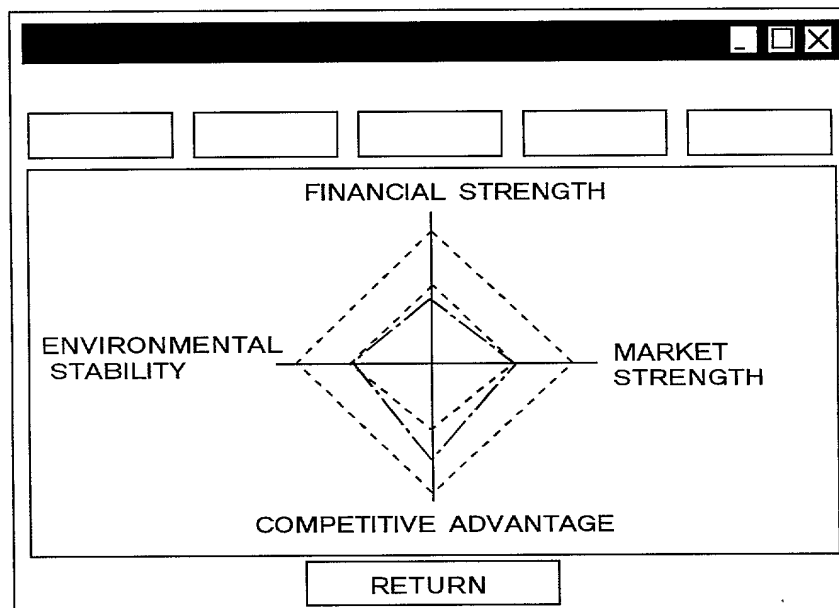 FINANCIAL STRENGTH
ENVIRONMENTAL
STABILITY
MARKET
STRENGTH
COMPETITIVE ADVANTAGE
RETURN